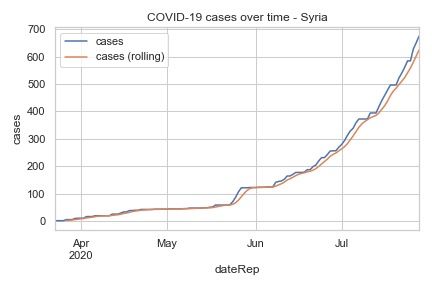 COVID-19 cases over time - Syria
cases
cases (rolling)
700
600
500
400
300
200
100
0
cases
Apr
2020
May
Jun
Jul
dateRep